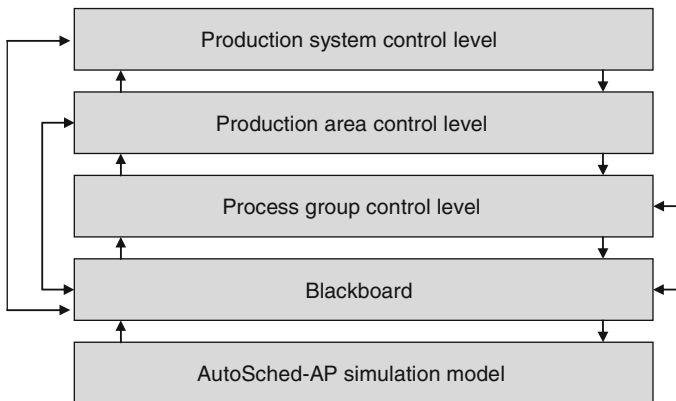 Production system control level
Production area control level
Process group control level
Blackboard
AutoSched-AP simulation model